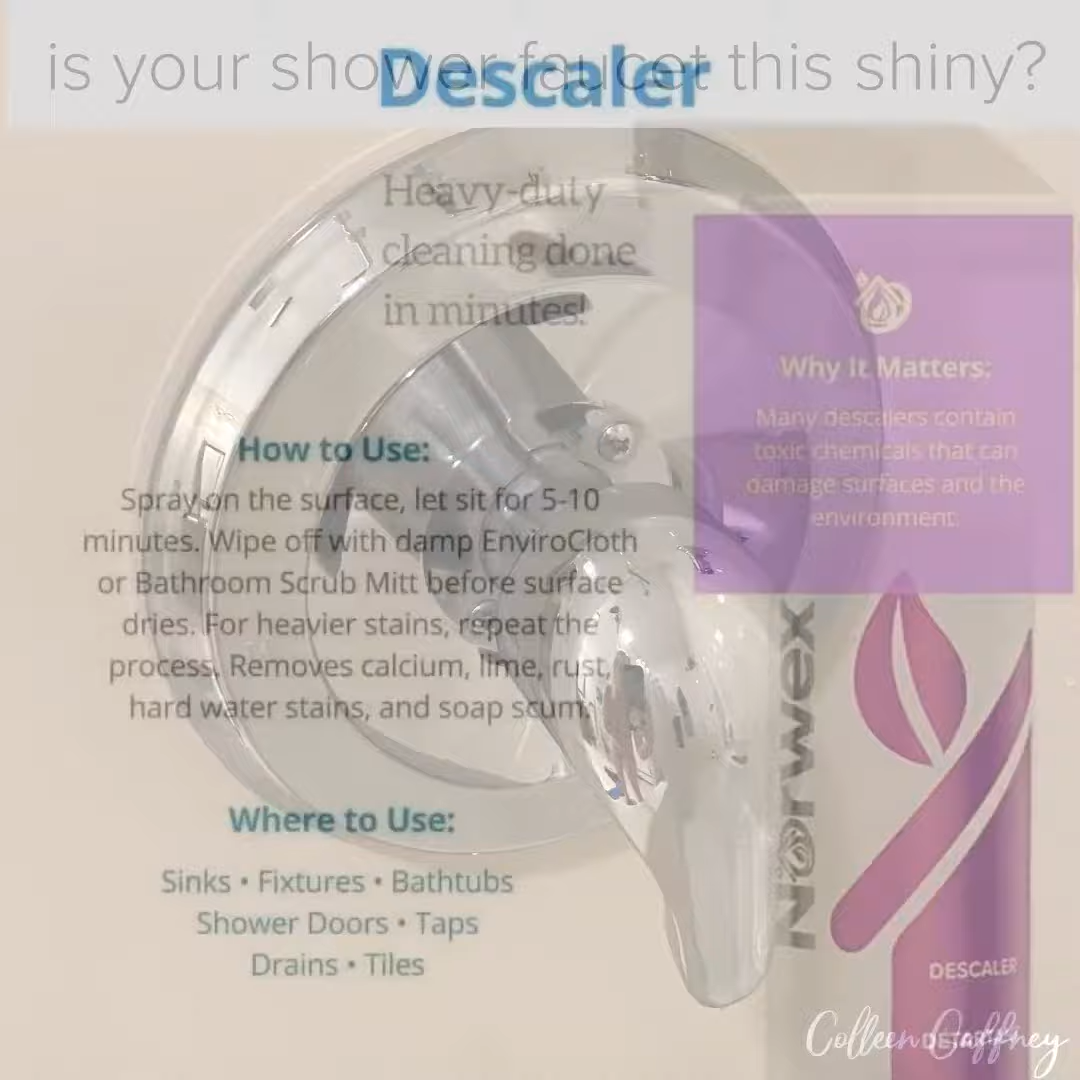 is your shower faucet this shiny?
Descaler
Heavy-duty
cleaning done
in minutes!
Why It Matters:
Many descalers contain
toxic chemicals that can
damage surfaces and the
environment.
How to Use:
Spray on the surface, let sit for 5-10
minutes. Wipe off with damp EnviroCloth
or Bathroom Scrub Mitt before surface
dries. For heavier stains, repeat the
process. Removes calcium, lime, rust,
hard water stains, and soap scum.
Where to Use:
Sinks • Fixtures • Bathtubs
Shower Doors • Taps
Drains • Tiles
Norwex
DESCALER
Colleen Gaffney